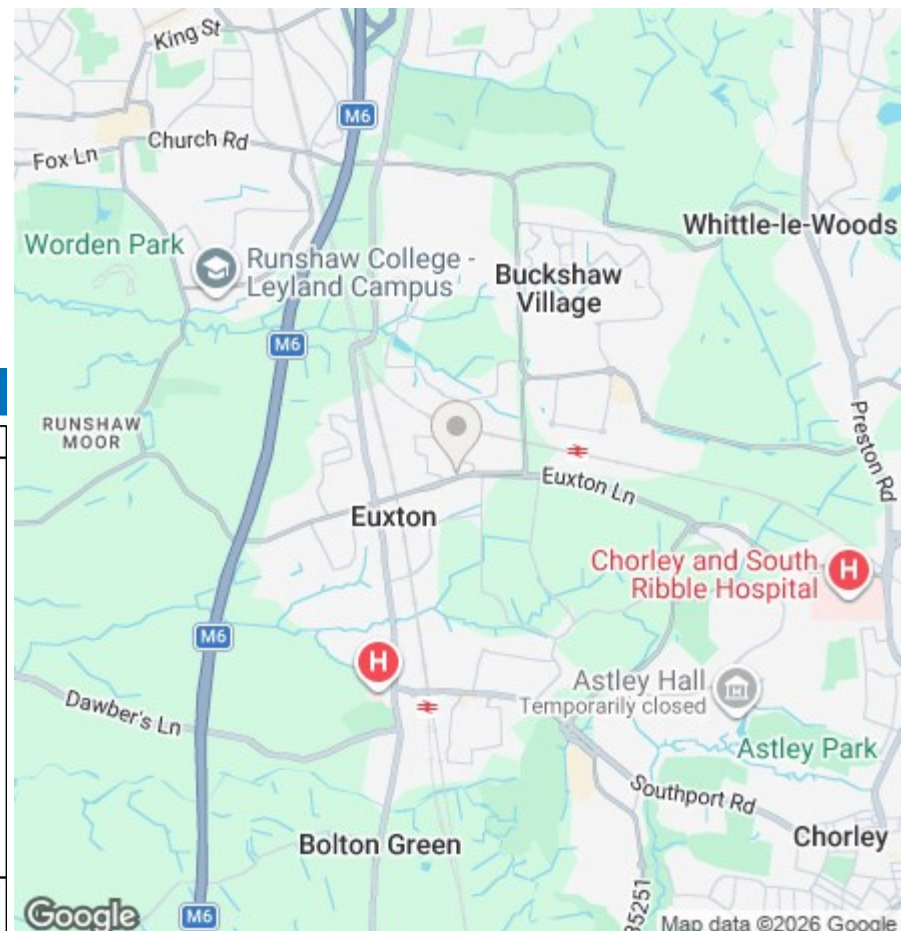 King St
M6
Church Rd
Fox Ln
Whittle-le-Woods
Worden Park
Runshaw College -
Leyland Campus
Buckshaw
Village
M6
RUNSHAW
MOOR
Preston Rd
Euxton Ln
Euxton
Chorley and South
Ribble Hospital
H
M6
H
Astley Hall
Temporarily closed
Dawber's Ln
Astley Park
Southport Rd
Chorley
Bolton Green
B5251
Google
M6
Map data ©2026 Google